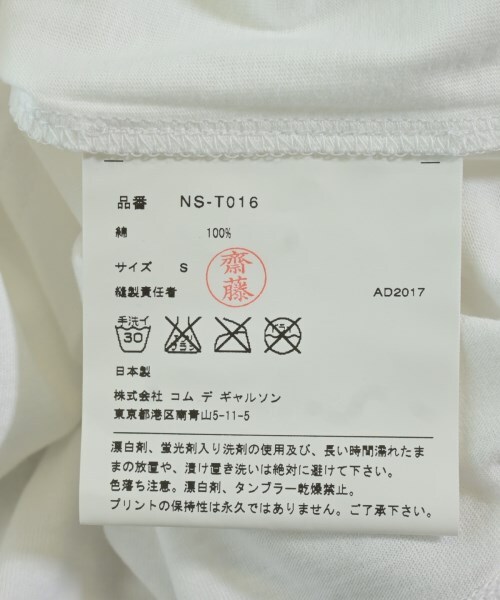 品番 NS-T016
綿 100%
サイズ S
齋藤
縫製責任者 AD2017
手洗イ
30
日本製
株式会社 コム デ ギャルソン
東京都港区南青山5-11-5
漂白剤、蛍光剤入り洗剤の使用及び、長い時間濡れたま
まの放置や、漬け置き洗いは絶対に避けて下さい。
色落ち注意。漂白剤、タンブラー乾燥禁止。
プリントの保持性は永久ではありません。ご了承下さい。